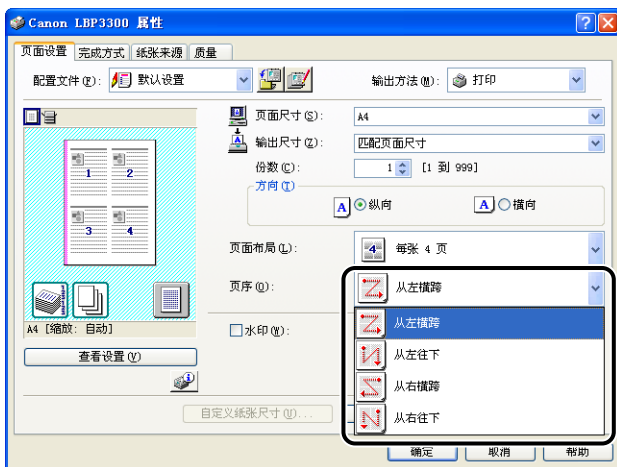 Canon LBP3300 属性
页面设置 完成方式 纸张来源 质量
配置文件(F): 默认设置 输出方法(M): 打印
页面尺寸(S): A4
输出尺寸(Z): 匹配页面尺寸
份数(C): 1 [1 到 999]
方向(T)
A 纵向 A 横向
1 2
3 4
页面布局(L): 4 每张 4 页
页序(O): 从左横跨
A4 [缩放: 自动]
水印(W):
从左横跨
从左往下
从右横跨
从右往下
查看设置(V)
自定义纸张尺寸(U)...
确定 取消 帮助